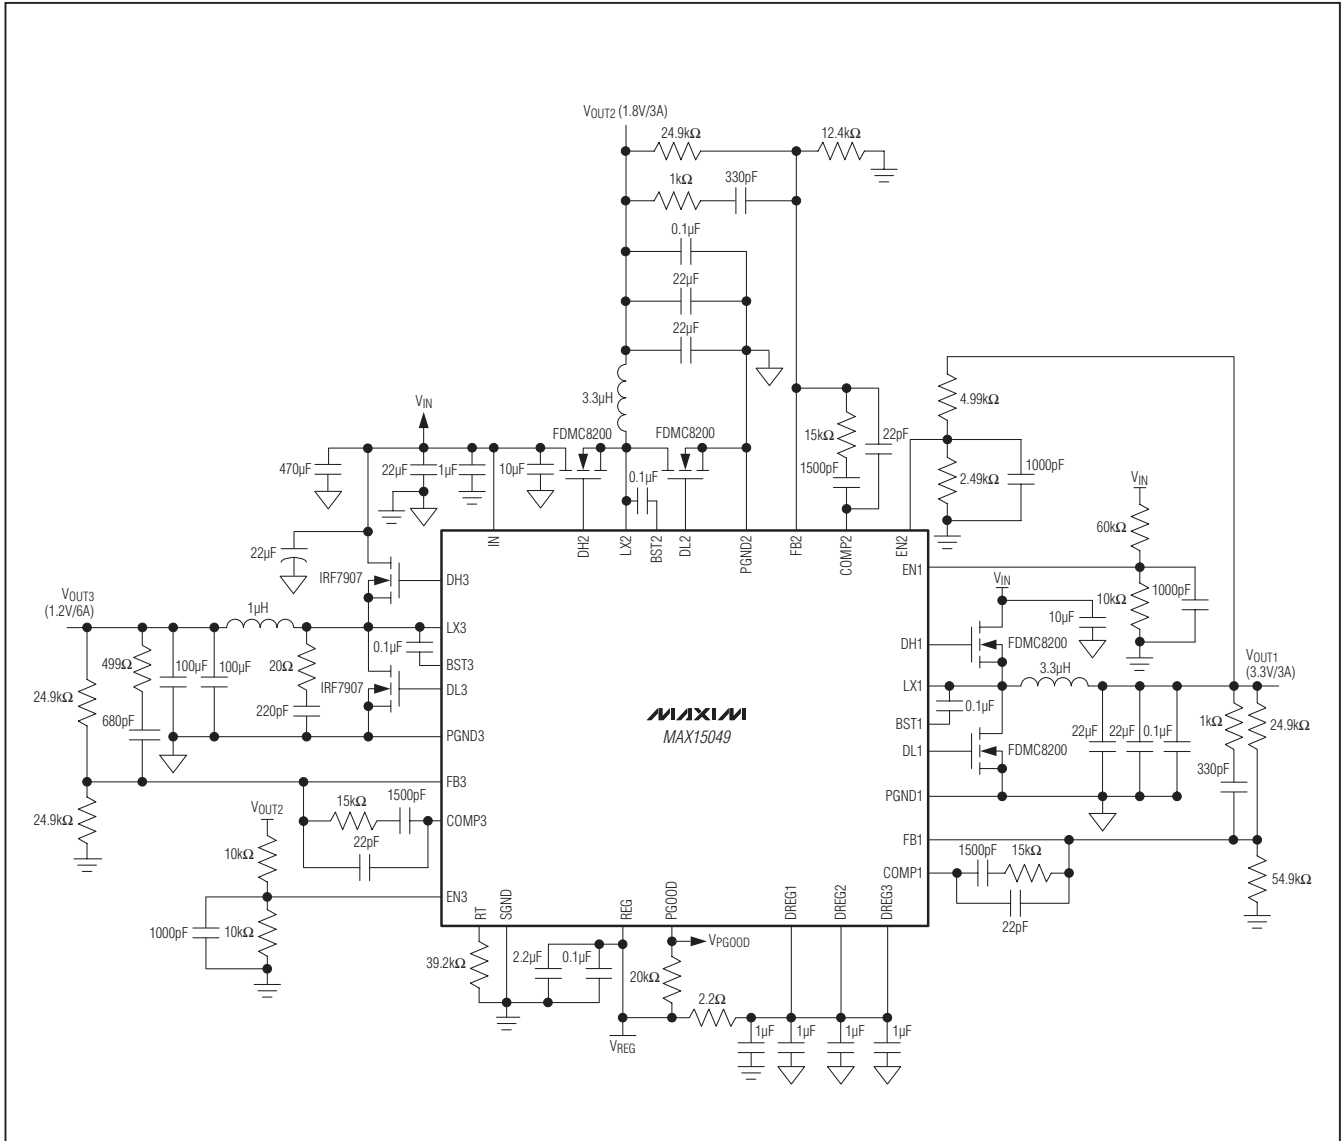 VOUT2 (1.8V/3A)
24.9kΩ
12.4kΩ
1kΩ
330pF
0.1µF
22µF
22µF
3.3µH
VIN
FDMC8200
FDMC8200
470µF
22µF
1µF
10µF
0.1µF
15kΩ
22pF
1500pF
4.99kΩ
2.49kΩ
1000pF
VIN
60kΩ
10kΩ
1000pF
IN
DH2
LX2
BST2
DL2
PGND2
FB2
COMP2
EN2
22µF
IRF7907
DH3
EN1
VOUT3
(1.2V/6A)
1µH
LX3
0.1µF
BST3
499Ω
100µF
100µF
20Ω
IRF7907
DL3
24.9kΩ
680pF
220pF
PGND3
FB3
VIN
10µF
DH1
FDMC8200
VOUT1
(3.3V/3A)
3.3µH
LX1
0.1µF
BST1
DL1
FDMC8200
22µF
22µF
0.1µF
1kΩ
24.9kΩ
330pF
PGND1
FB1
MAXIM
MAX15049
24.9kΩ
15kΩ
1500pF
COMP3
22pF
VOUT2
10kΩ
EN3
1000pF
10kΩ
1500pF
15kΩ
COMP1
22pF
54.9kΩ
RT
SGND
REG
PGOOD
DREG1
DREG2
DREG3
39.2kΩ
2.2µF
0.1µF
VPGOOD
20kΩ
2.2Ω
VREG
1µF
1µF
1µF
1µF